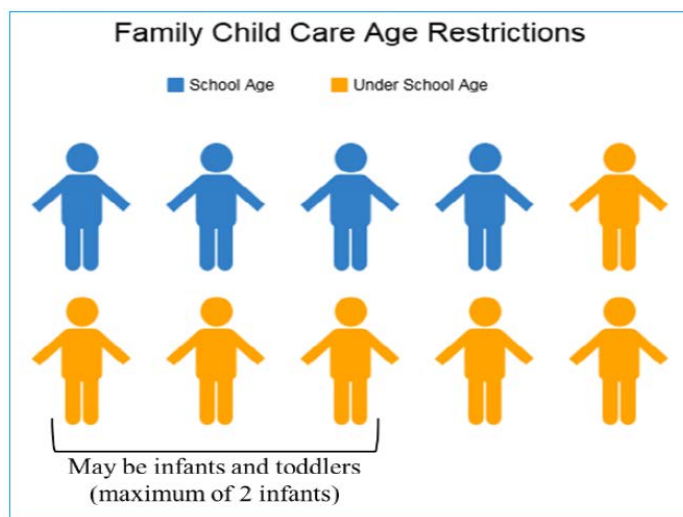 Family Child Care Age Restrictions
School Age Under School Age
May be infants and toddlers
(maximum of 2 infants)